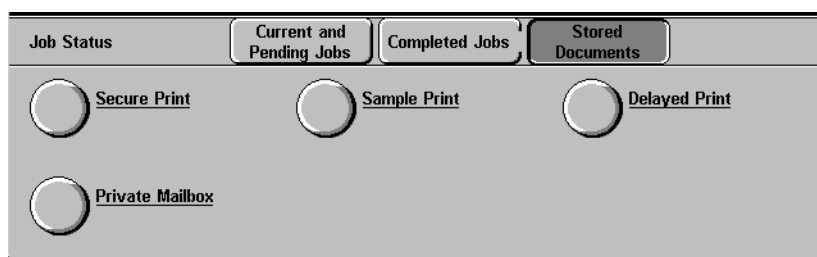 Job Status
Current and
Pending Jobs
Completed Jobs
Stored
Documents
Secure Print
Sample Print
Delayed Print
Private Mailbox